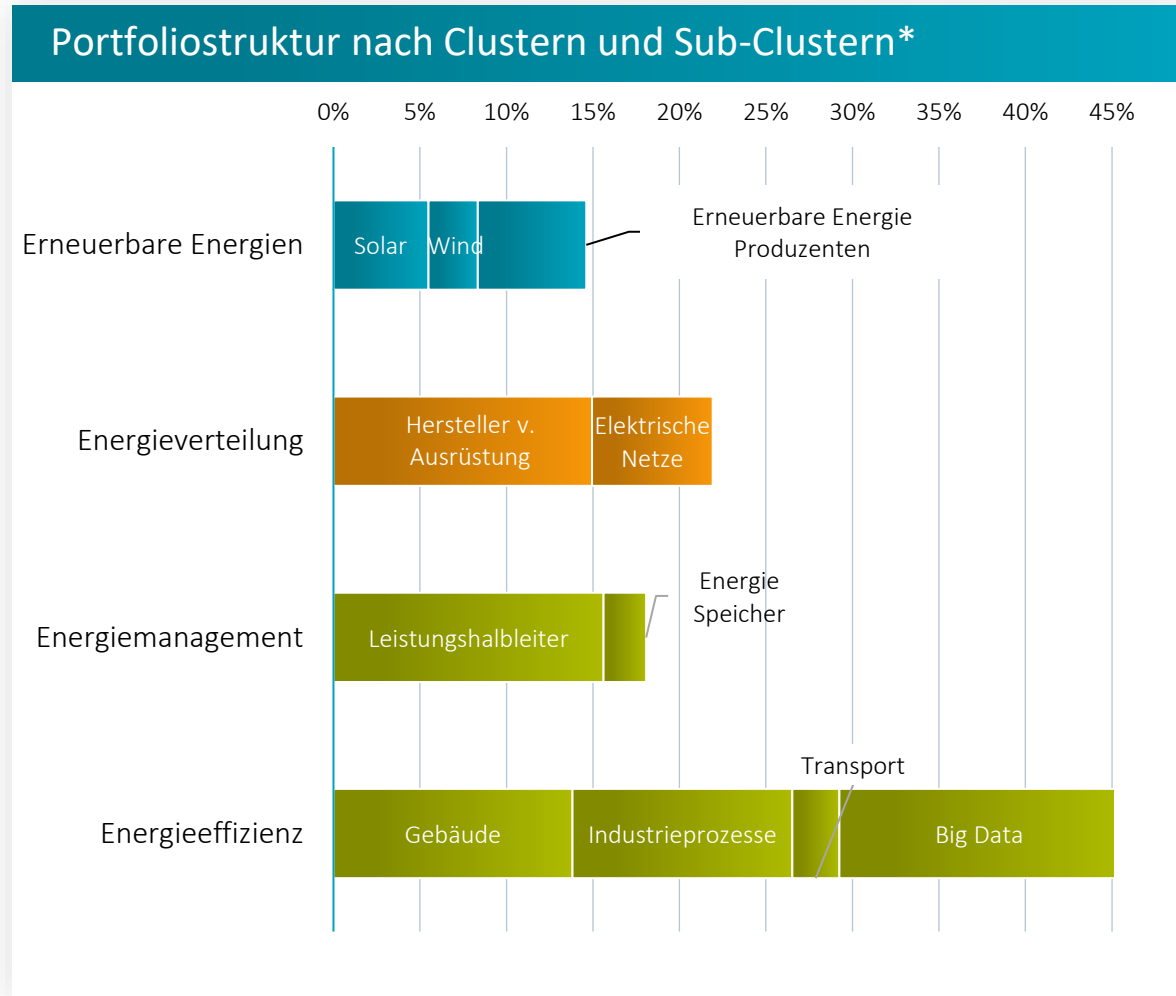 Portfoliostruktur nach Clustern und Sub-Clustern*
0% 5% 10% 15% 20% 25% 30% 35% 40% 45%
Erneuerbare Energien
Solar
Wind
Erneuerbare Energie
Produzenten
Energieverteilung
Hersteller v.
Ausrüstung
Elektrische
Netze
Energiemanagement
Leistungshalbleiter
Energie
Speicher
Transport
Energieeffizienz
Gebäude
Industrieprozesse
Big Data